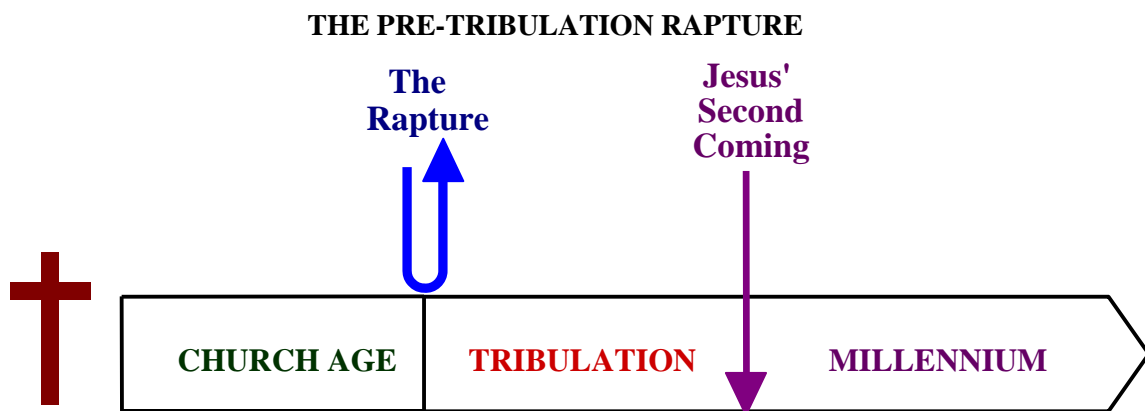 THE PRE-TRIBULATION RAPTURE
The
Rapture
Jesus'
Second
Coming
CHURCH AGE
TRIBULATION
MILLENNIUM